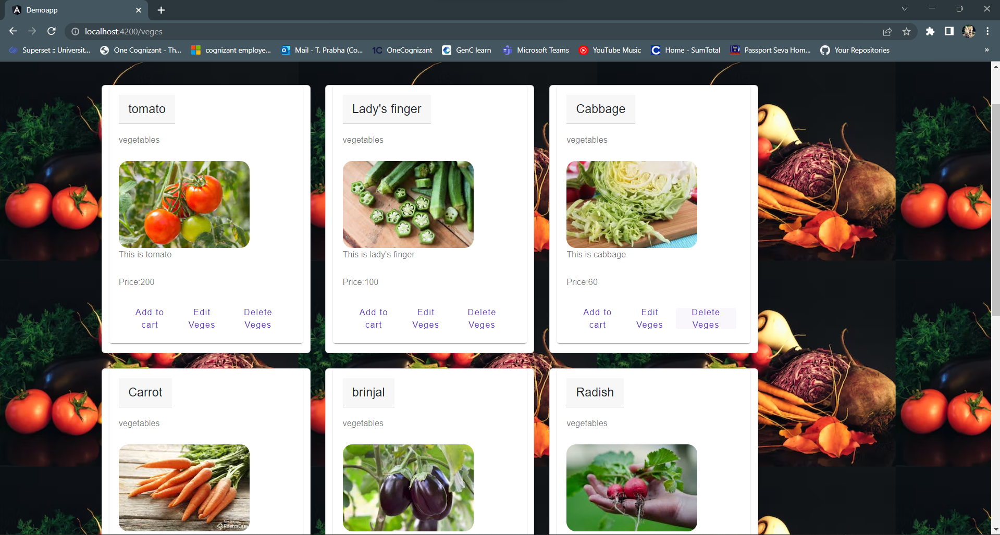 Demoapp
localhost:4200/veges
Superset :: Universit... One Cognizant - Th... cognizant employe... Mail - T, Prabha (Co... 1C OneCognizant GenC learn Microsoft Teams YouTube Music Home - SumTotal Passport Seva Hom... Your Repositories »
tomato Lady's finger Cabbage
vegetables vegetables vegetables
This is tomato This is lady's finger This is cabbage
Price:200 Price:100 Price:60
Add to Edit Delete Add to Edit Delete Add to Edit Delete
cart Veges Veges cart Veges Veges cart Veges Veges
Carrot brinjal Radish
vegetables vegetables vegetables
PharmEasy